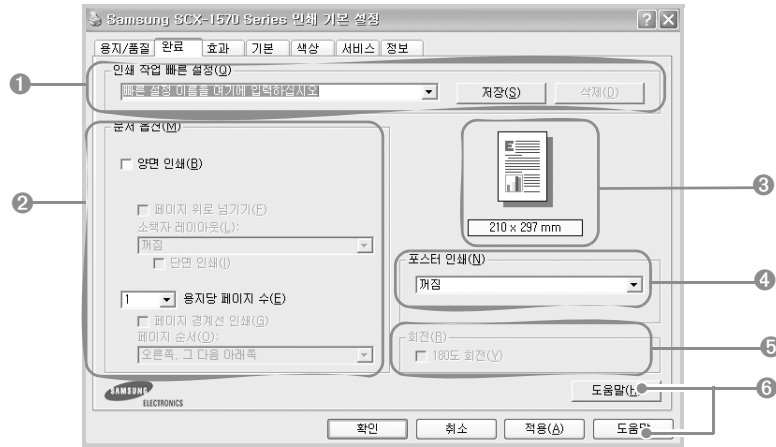 Samsung SCX-1570 Series 인쇄 기본 설정
용지/품질 완료 효과 기본 색상 서비스 정보
1
인쇄 작업 빠른 설정(Q)
빠른 설정 이름을 여기에 입력하십시오
저장(S) 삭제(D)
2
문서 옵션(M)
양면 인쇄(B)
페이지 위로 넘기기(F)
소책자 레이아웃(L):
꺼짐
단면 인쇄(I)
1 용지당 페이지 수(E)
페이지 경계선 인쇄(G)
페이지 순서(O):
오른쪽, 그 다음 아래쪽
E
3
210 x 297 mm
포스터 인쇄(N)
꺼짐
4
회전(R)
180도 회전(Y)
5
SAMSUNG
ELECTRONICS
도움말
6
확인 취소 적용(A) 도움말